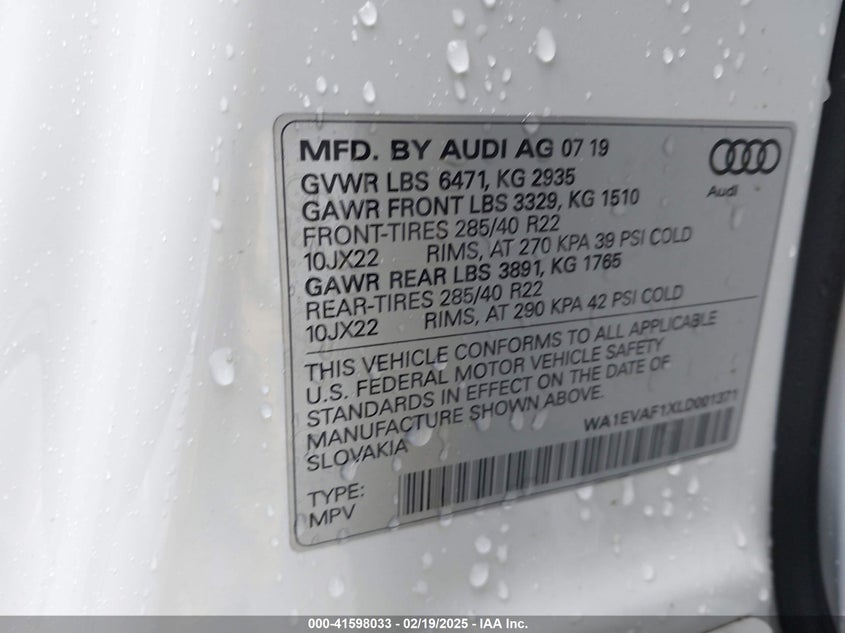 MFD. BY AUDI AG 07 19
GVWR LBS 6471, KG 2935
GAWR FRONT LBS 3329, KG 1510
FRONT-TIRES 285/40 R22
10JX22 RIMS, AT 270 KPA 39 PSI COLD
GAWR REAR LBS 3891, KG 1765
REAR-TIRES 285/40 R22
10JX22 RIMS, AT 290 KPA 42 PSI COLD
Audi
THIS VEHICLE CONFORMS TO ALL APPLICABLE
U.S. FEDERAL MOTOR VEHICLE SAFETY
STANDARDS IN EFFECT ON THE DATE OF
MANUFACTURE SHOWN ABOVE.
SLOVAKIA
WA1EVAF1XLD001371
TYPE:
MPV
000-41598033 - 02/19/2025 - IAA Inc.